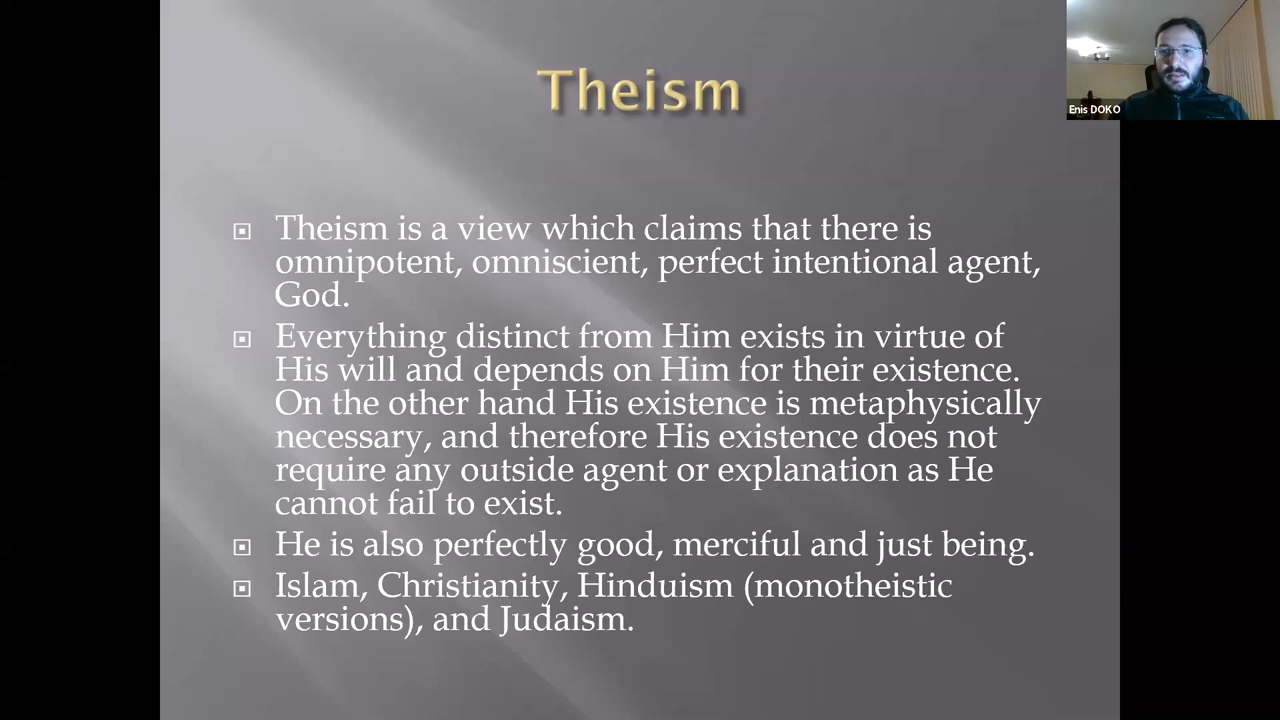 Theism
Enis DOKO
Theism is a view which claims that there is
omnipotent, omniscient, perfect intentional agent,
God.
Everything distinct from Him exists in virtue of
His will and depends on Him for their existence.
On the other hand His existence is metaphysically
necessary, and therefore His existence does not
require any outside agent or explanation as He
cannot fail to exist.
He is also perfectly good, merciful and just being.
Islam, Christianity, Hinduism (monotheistic
versions), and Judaism.